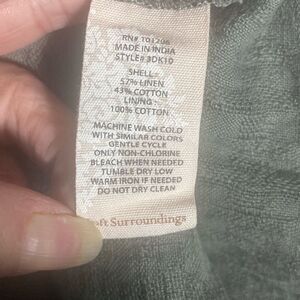 RN# T01206
MADE IN INDIA
STYLE# 3DK10
SHELL:
57% LINEN
43% COTTON
LINING:
100% COTTON
MACHINE WASH COLD
WITH SIMILAR COLORS
GENTLE CYCLE
ONLY NON-CHLORINE
BLEACH WHEN NEEDED
TUMBLE DRY LOW
WARM IRON IF NEEDED
DO NOT DRY CLEAN
oft Surroundings